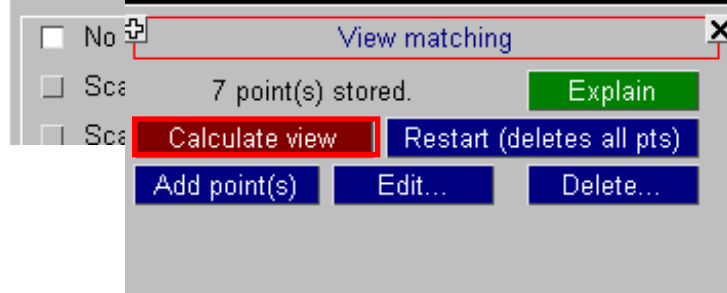 No
View matching
Sca
7 point(s) stored.
Explain
Sca
Calculate view
Restart (deletes all pts)
Add point(s)
Edit...
Delete...